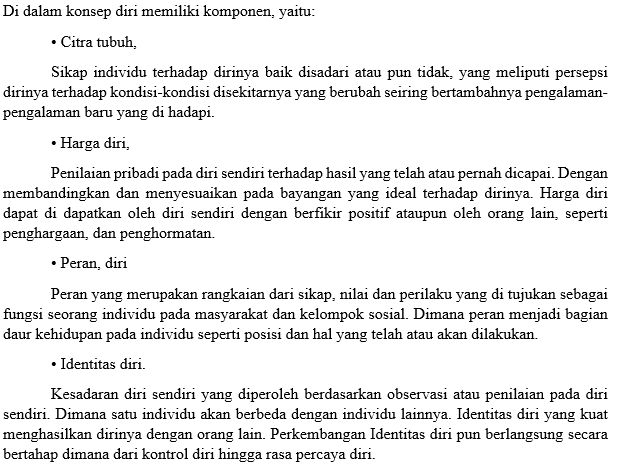 Di dalam konsep diri memiliki komponen, yaitu:
• Citra tubuh,
Sikap individu terhadap dirinya baik disadari atau pun tidak, yang meliputi persepsi
dirinya terhadap kondisi-kondisi disekitarnya yang berubah seiring bertambahnya pengalaman-
pengalaman baru yang di hadapi.
• Harga diri,
Penilaian pribadi pada diri sendiri terhadap hasil yang telah atau pernah dicapai. Dengan
membandingkan dan menyesuaikan pada bayangan yang ideal terhadap dirinya. Harga diri
dapat di dapatkan oleh diri sendiri dengan berfikir positif ataupun oleh orang lain, seperti
penghargaan, dan penghormatan.
• Peran, diri
Peran yang merupakan rangkaian dari sikap, nilai dan perilaku yang di tujukan sebagai
fungsi seorang individu pada masyarakat dan kelompok sosial. Dimana peran menjadi bagian
daur kehidupan pada individu seperti posisi dan hal yang telah atau akan dilakukan.
• Identitas diri.
Kesadaran diri sendiri yang diperoleh berdasarkan observasi atau penilaian pada diri
sendiri. Dimana satu individu akan berbeda dengan individu lainnya. Identitas diri yang kuat
menghasilkan dirinya dengan orang lain. Perkembangan Identitas diri pun berlangsung secara
bertahap dimana dari kontrol diri hingga rasa percaya diri.